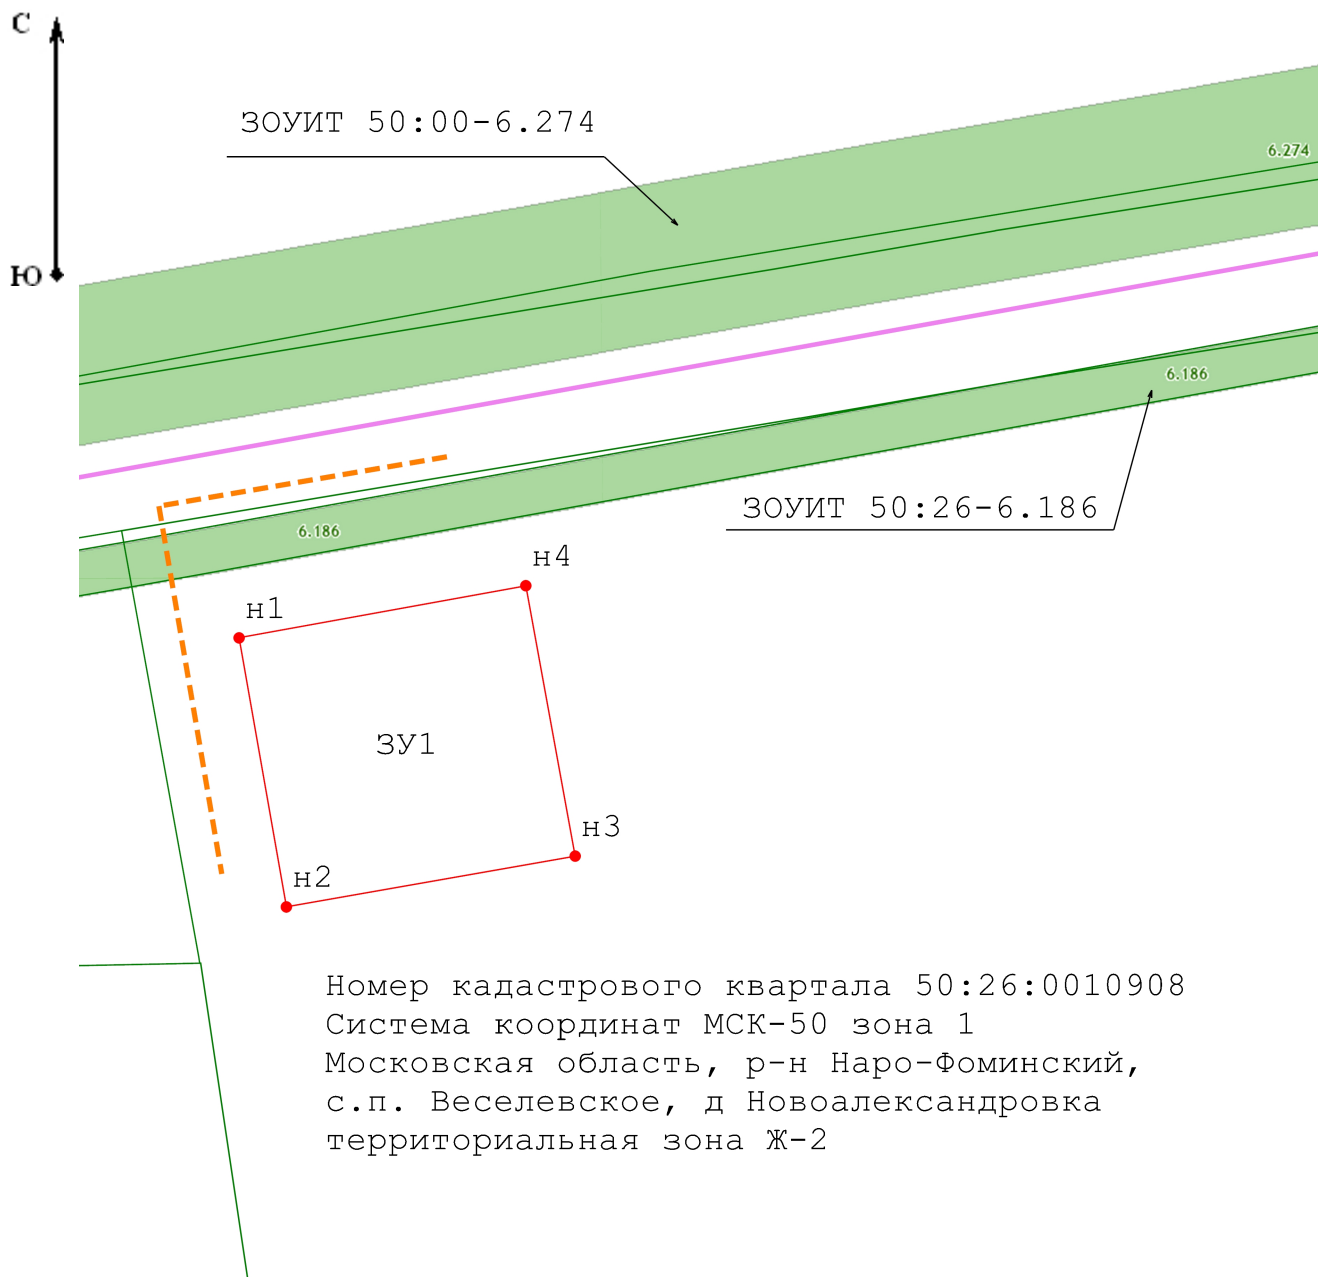 С
ЗОУИТ 50:00-6.274
6.274
Ю
6.186
ЗОУИТ 50:26-6.186
6.186
н4
н1
ЗУ1
н3
н2
Номер кадастрового квартала 50:26:0010908
Система координат МСК-50 зона 1
Московская область, р-н Наро-Фоминский,
с.п. Веселевское, д Новоалександровка
территориальная зона Ж-2